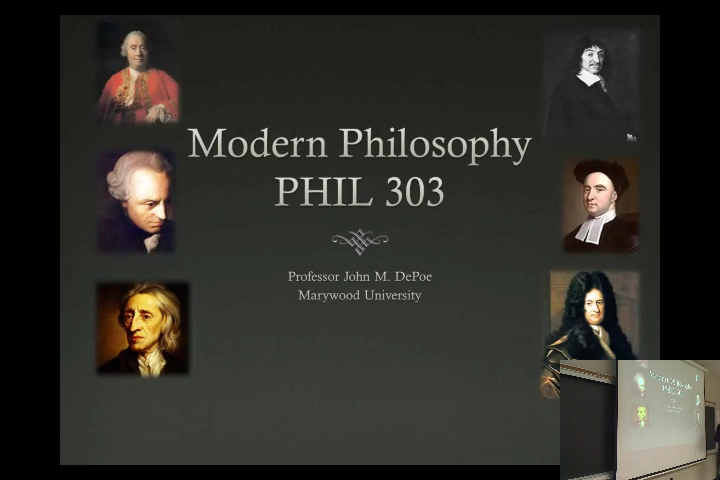 Modern Philosophy
PHIL 303
Professor John M. DePoe
Marywood University